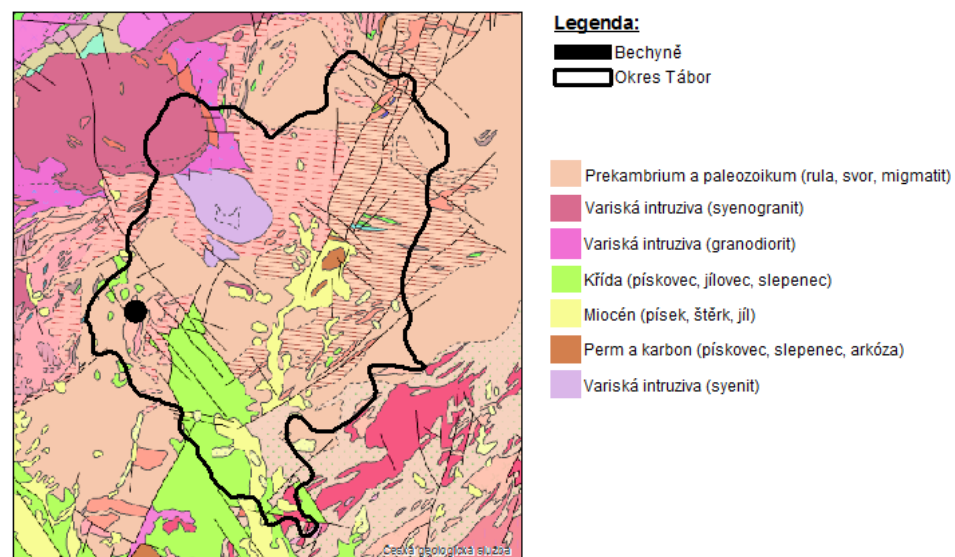 Legenda:
Bechyně
Okres Tábor
Prekambrium a paleozoikum (rula, svor, migmatit)
Variská intruziva (syenogranit)
Variská intruziva (granodiorit)
Křída (pískovec, jílovec, slepenec)
Miocén (písek, štěrk, jíl)
Perm a karbon (pískovec, slepenec, arkóza)
Variská intruziva (syenit)
Česká geologická služba